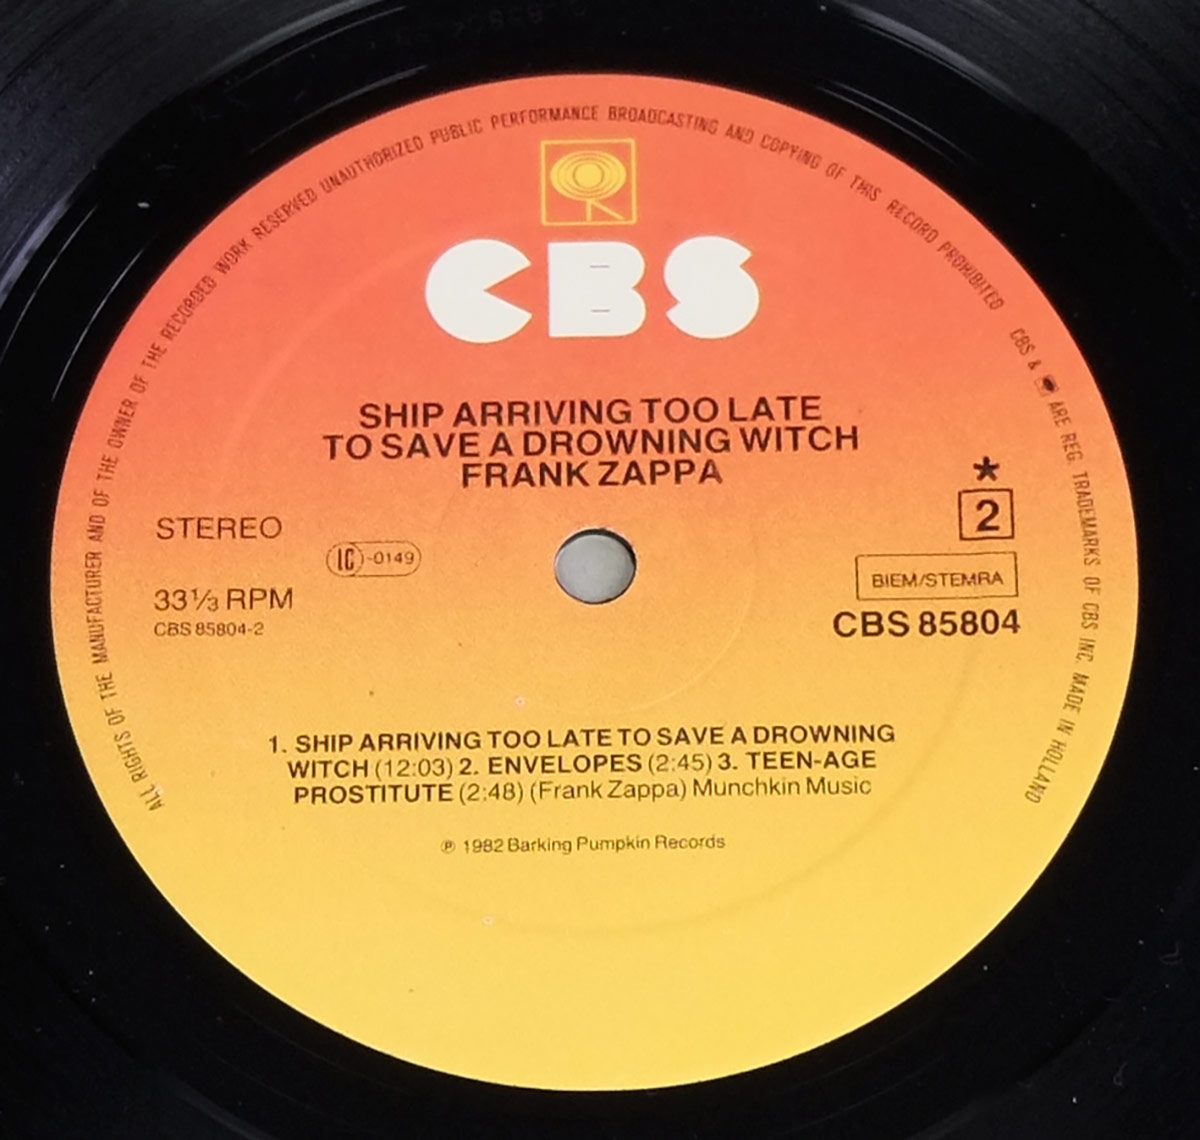 ALL RIGHTS OF THE MANUFACTURER AND OF THE OWNER OF THE RECORDED WORK RESERVED UNAUTHORIZED PUBLIC PERFORMANCE BROADCASTING AND COPYING OF THIS RECORD PROHIBITED CBS & ARE REG. TRADEMARKS OF CBS INC. MADE IN HOLLAND
CBS
SHIP ARRIVING TOO LATE
TO SAVE A DROWNING WITCH
FRANK ZAPPA
STEREO
LC-0149
33⅓ RPM
CBS 85804-2
*
2
BIEM/STEMRA
CBS 85804
1. SHIP ARRIVING TOO LATE TO SAVE A DROWNING
WITCH (12:03) 2. ENVELOPES (2:45) 3. TEEN-AGE
PROSTITUTE (2:48) (Frank Zappa) Munchkin Music
℗ 1982 Barking Pumpkin Records